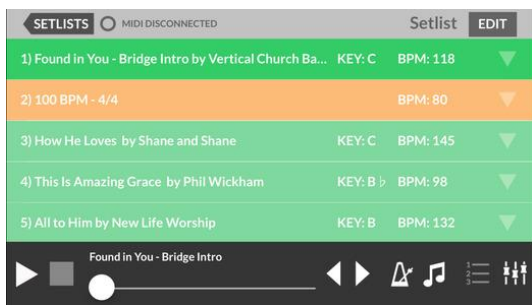 SETLISTS MIDI DISCONNECTED Setlist EDIT
1) Found in You - Bridge Intro by Vertical Church Ba... KEY: C BPM: 118
2) 100 BPM - 4/4 BPM: 80
3) How He Loves by Shane and Shane KEY: C BPM: 145
4) This Is Amazing Grace by Phil Wickham KEY: B ♭ BPM: 98
5) All to Him by New Life Worship KEY: B BPM: 132
Found in You - Bridge Intro
1
2
3